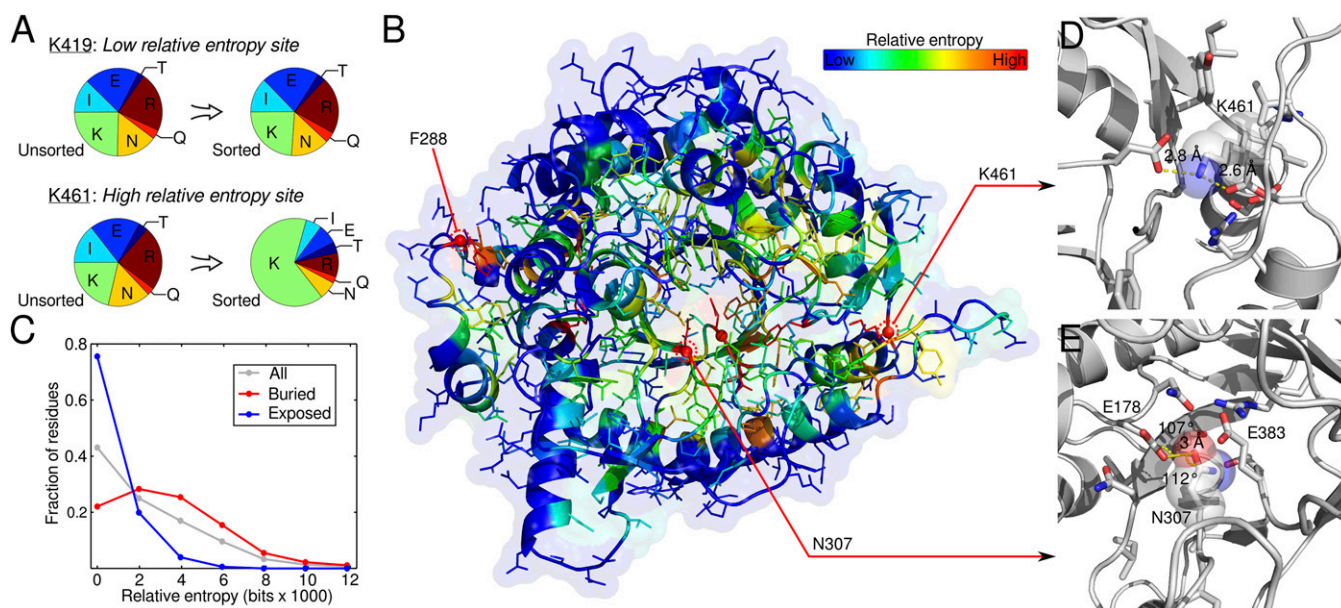 A
K419: Low relative entropy site
E
T
I
R
K
N
Q
Unsorted
E
T
I
R
K
N
Q
Sorted
K461: High relative entropy site
E
T
I
R
K
N
Q
Unsorted
I
E
T
K
R
Q
N
Sorted
B
Relative entropy
Low
High
F288
K461
N307
C
Fraction of residues
0.8
0.6
0.4
0.2
All
Buried
Exposed
0
2
4
6
8
10
12
Relative entropy (bits x 1000)
D
K461
2.8 Å
2.6 Å
E
E178
107°
3 Å
E383
112°
N307